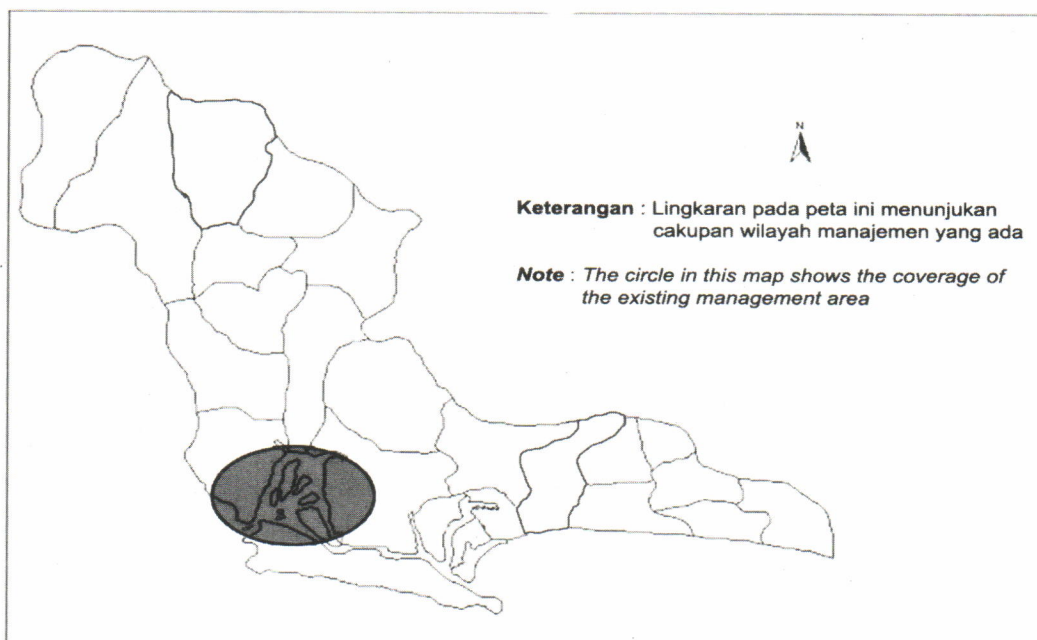 N
Keterangan : Lingkaran pada peta ini menunjukan
cakupan wilayah manajemen yang ada
Note : The circle in this map shows the coverage of
the existing management area